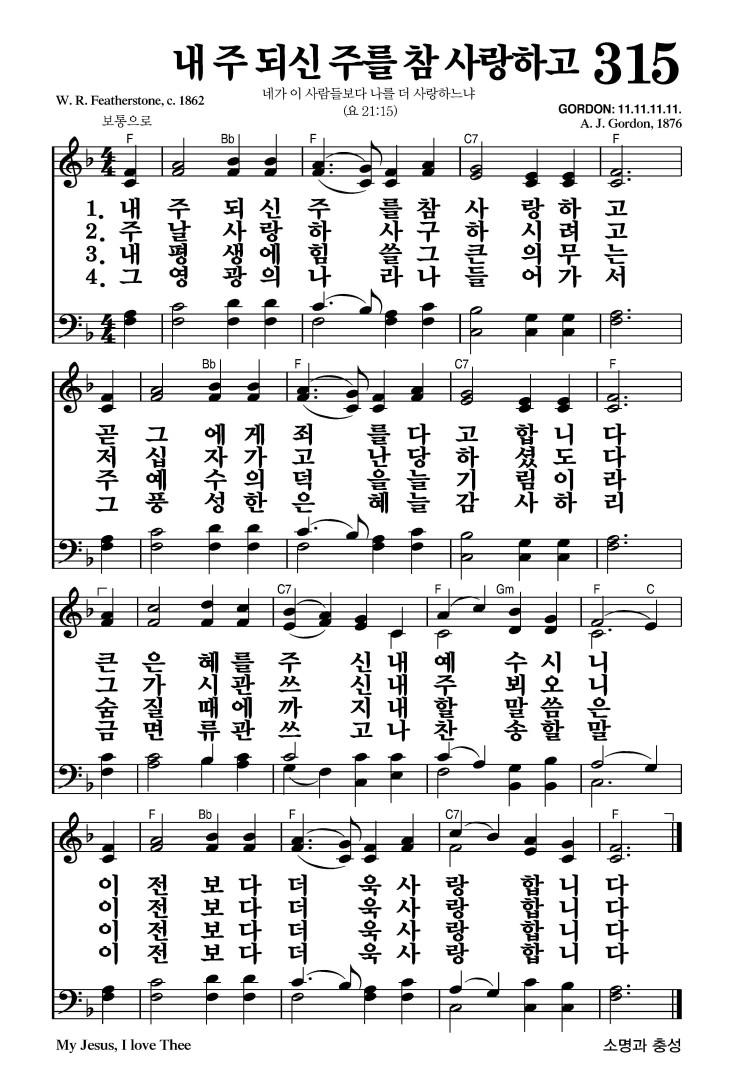 내 주 되신 주를 참 사랑하고 315
네가 이 사람들보다 나를 더 사랑하느냐
(요 21:15)
W. R. Featherstone, c. 1862
GORDON: 11.11.11.11.
A. J. Gordon, 1876
보통으로
F Bb F C7 F
1. 내 주 되 신 주 를 참 사 랑 하 고
2. 주 날 사 랑 하 사 구 하 시 려 고
3. 내 평 생 에 힘 쓸 그 큰 의 무 는
4. 그 영 광 의 나 라 나 들 어 가 서
Bb F C7 F
곧 그 에 게 죄 를 다 고 합 니 다
저 십 자 가 고 난 당 하 셨 도 다
주 예 수 의 덕 을 늘 기 림 이 라
그 풍 성 한 은 혜 늘 감 사 하 리
C7 F Gm F C
큰 은 혜 를 주 신 내 예 수 시 니
그 가 시 관 쓰 신 내 주 뵈 오 니
숨 질 때 에 까 지 내 할 말 씀 은
금 면 류 관 쓰 고 나 찬 송 할 말
F Bb F C7 F
이 전 보 다 더 욱 사 랑 합 니 다
이 전 보 다 더 욱 사 랑 합 니 다
이 전 보 다 더 욱 사 랑 합 니 다
이 전 보 다 더 욱 사 랑 합 니 다
My Jesus, I love Thee
소명과 충성